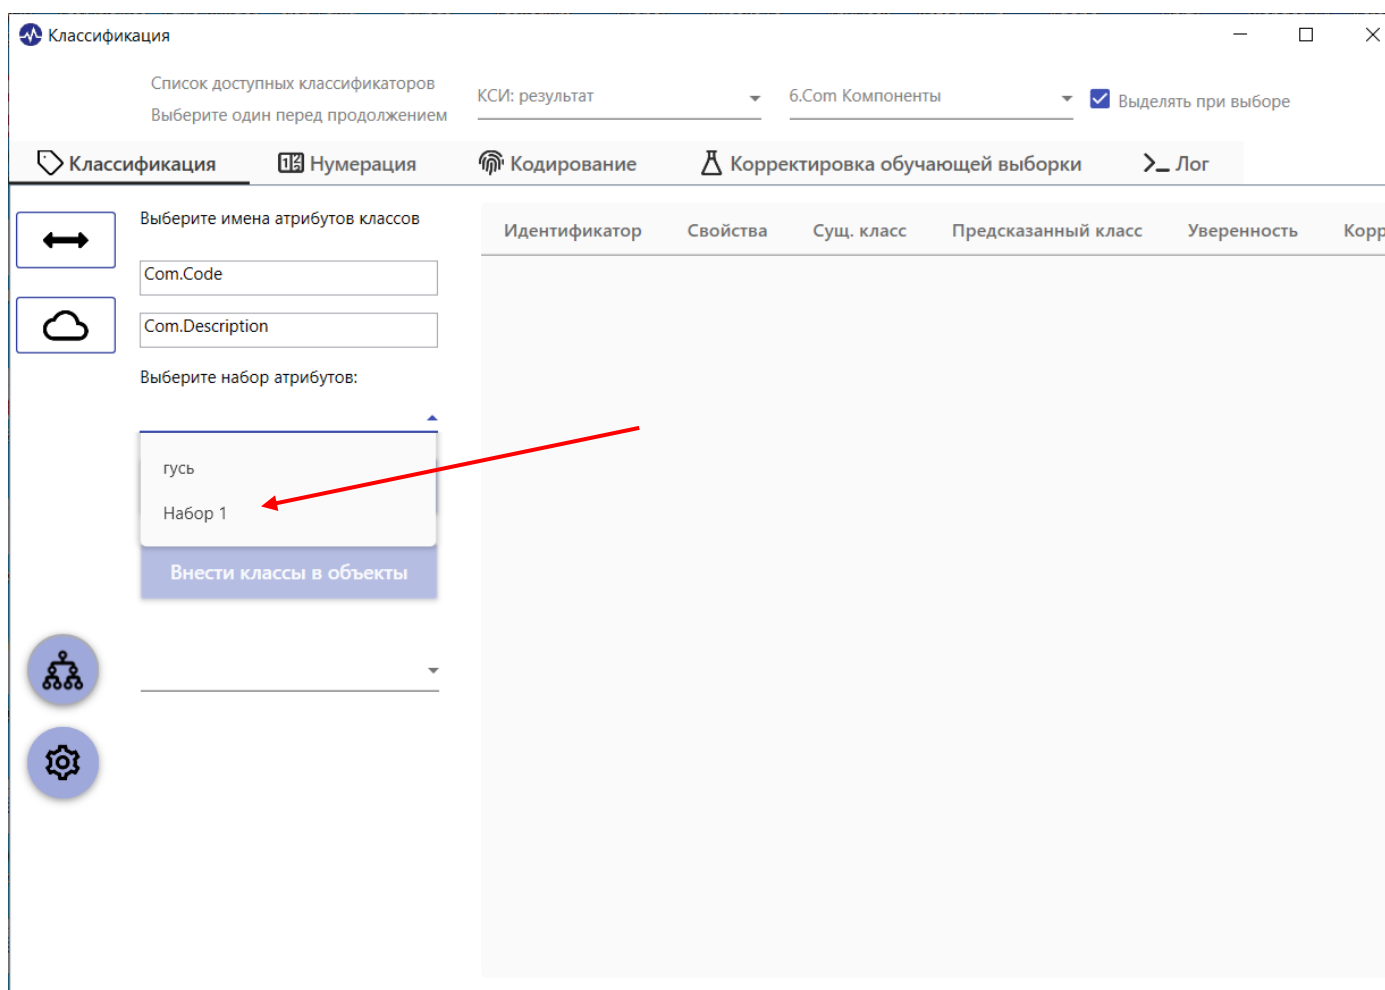 Классификация
Список доступных классификаторов
Выберите один перед продолжением
КСИ: результат
6.Com Компоненты
Выделять при выборе
Классификация
Нумерация
Кодирование
Корректировка обучающей выборки
Лог
Выберите имена атрибутов классов
Com.Code
Com.Description
Выберите набор атрибутов:
гусь
Набор 1
Внести классы в объекты
Идентификатор
Свойства
Сущ. класс
Предсказанный класс
Уверенность
Корр